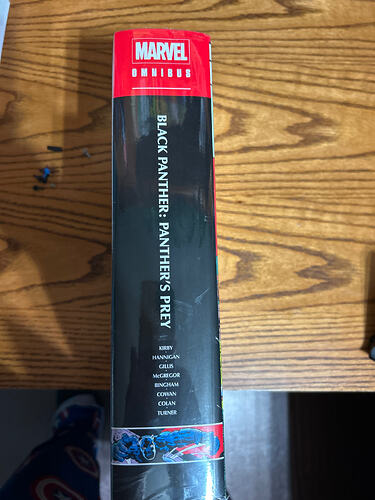 MARVEL
OMNIBUS
BLACK PANTHER: PANTHER'S PREY
KIRBY
HANNIGAN
GILLIS
McGREGOR
BINGHAM
COWAN
COLAN
TURNER